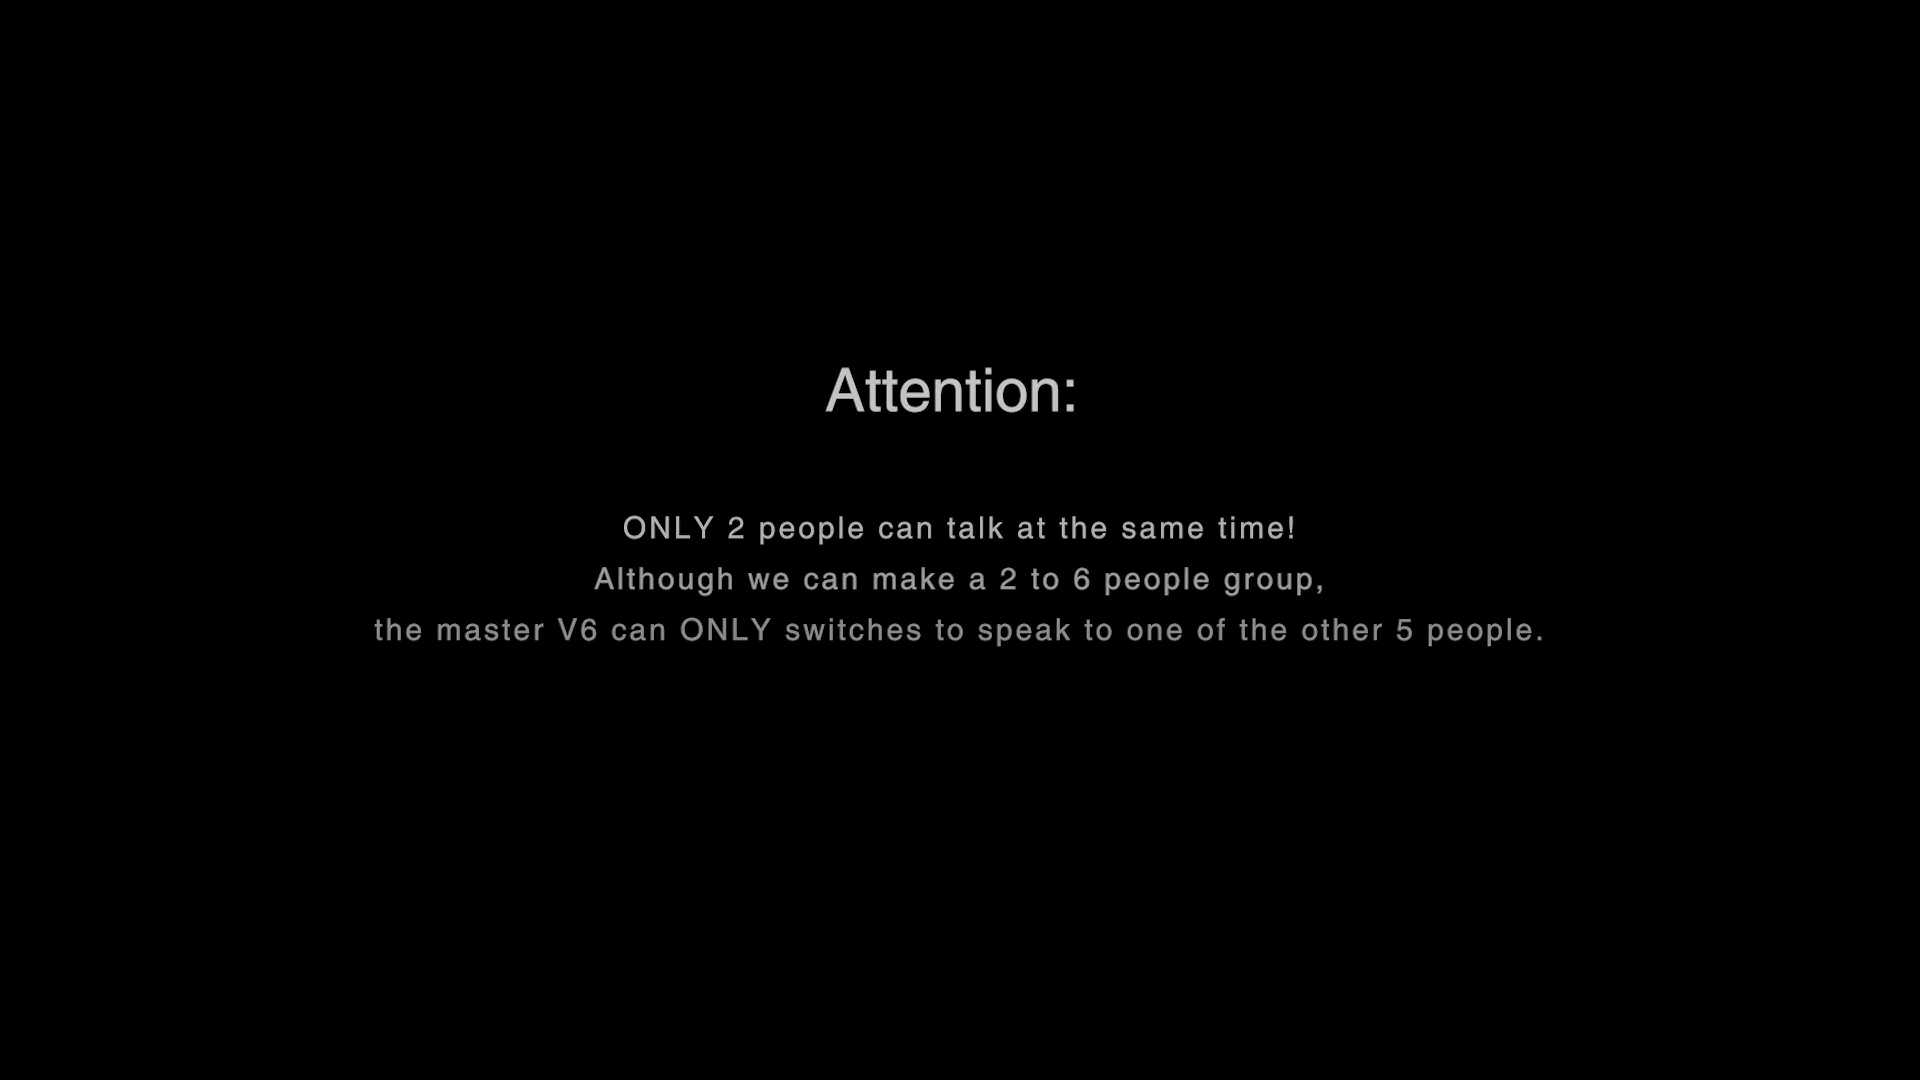 Attention:
ONLY 2 people can talk at the same time!
Although we can make a 2 to 6 people group,
the master V6 can ONLY switches to speak to one of the other 5 people.